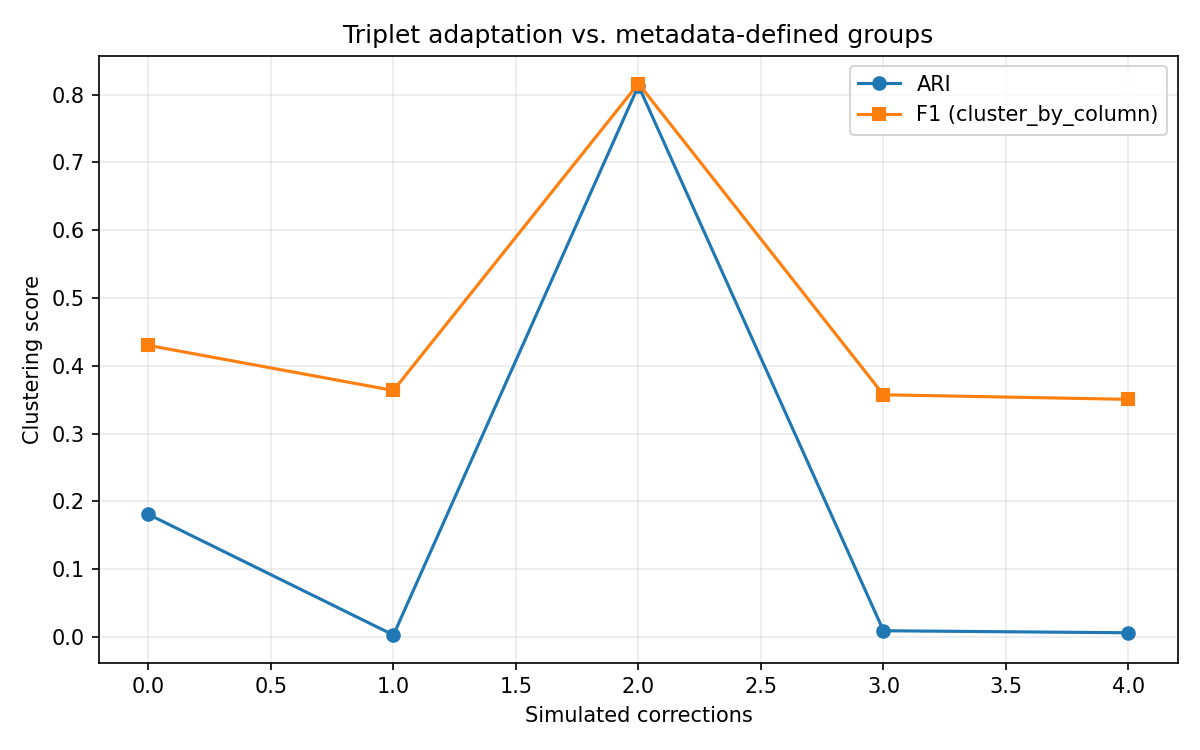 Triplet adaptation vs. metadata-defined groups
ARI
F1 (cluster_by_column)
Clustering score
0.8
0.7
0.6
0.5
0.4
0.3
0.2
0.1
0.0
0.0 0.5 1.0 1.5 2.0 2.5 3.0 3.5 4.0
Simulated corrections